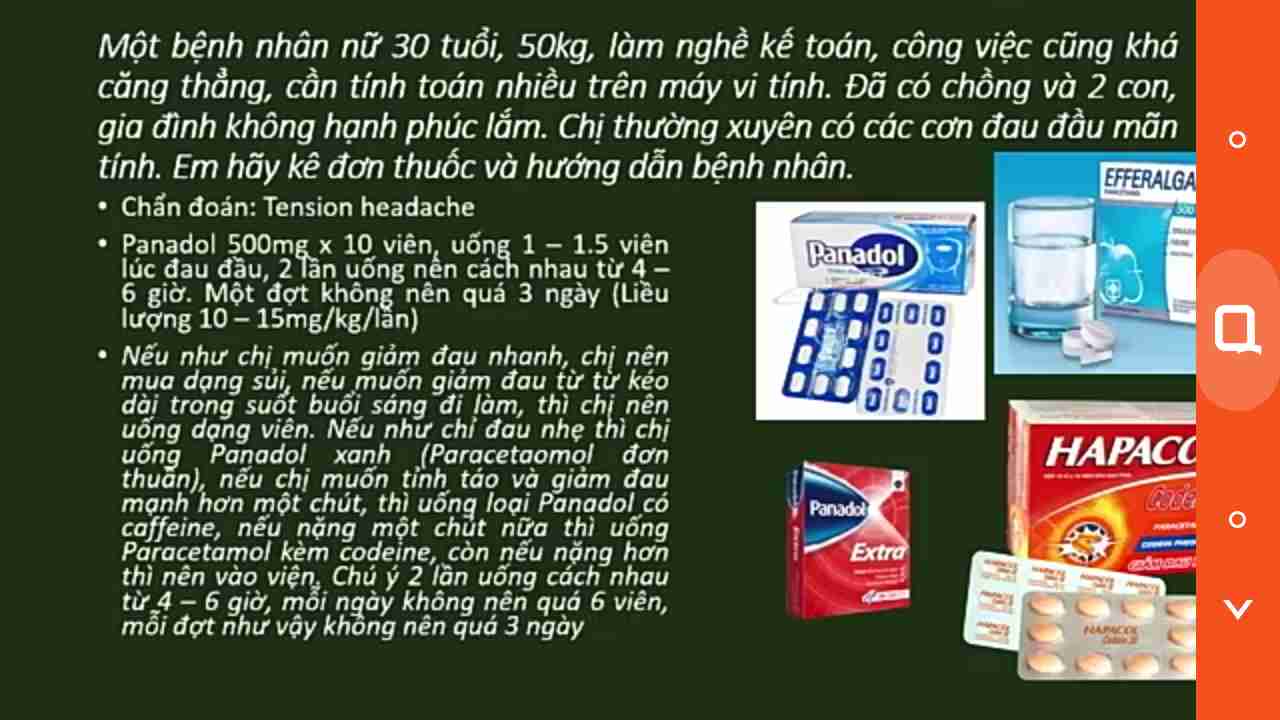 Một bệnh nhân nữ 30 tuổi, 50kg, làm nghề kế toán, công việc cũng khá
căng thẳng, cần tính toán nhiều trên máy vi tính. Đã có chồng và 2 con,
gia đình không hạnh phúc lắm. Chị thường xuyên có các cơn đau đầu mãn
tính. Em hãy kê đơn thuốc và hướng dẫn bệnh nhân.
• Chẩn đoán: Tension headache
• Panadol 500mg x 10 viên, uống 1 – 1.5 viên
lúc đau đầu, 2 lần uống nên cách nhau từ 4 –
6 giờ. Một đợt không nên quá 3 ngày (Liều
lượng 10 – 15mg/kg/lần)
• Nếu như chị muốn giảm đau nhanh, chị nên
mua dạng sủi, nếu muốn giảm đau từ từ kéo
dài trong suốt buổi sáng đi làm, thì chị nên
uống dạng viên. Nếu như chỉ đau nhẹ thì chị
uống Panadol xanh (Paracetaomol đơn
thuần), nếu chị muốn tỉnh táo và giảm đau
mạnh hơn một chút, thì uống loại Panadol có
caffeine, nếu nặng một chút nữa thì uống
Paracetamol kèm codeine, còn nếu nặng hơn
thì nên vào viện. Chú ý 2 lần uống cách nhau
từ 4 – 6 giờ, mỗi ngày không nên quá 6 viên,
mỗi đợt như vậy không nên quá 3 ngày
EFFERALGA
Panadol
Panadol
Extra
HAPACO
Code
HAPACOL